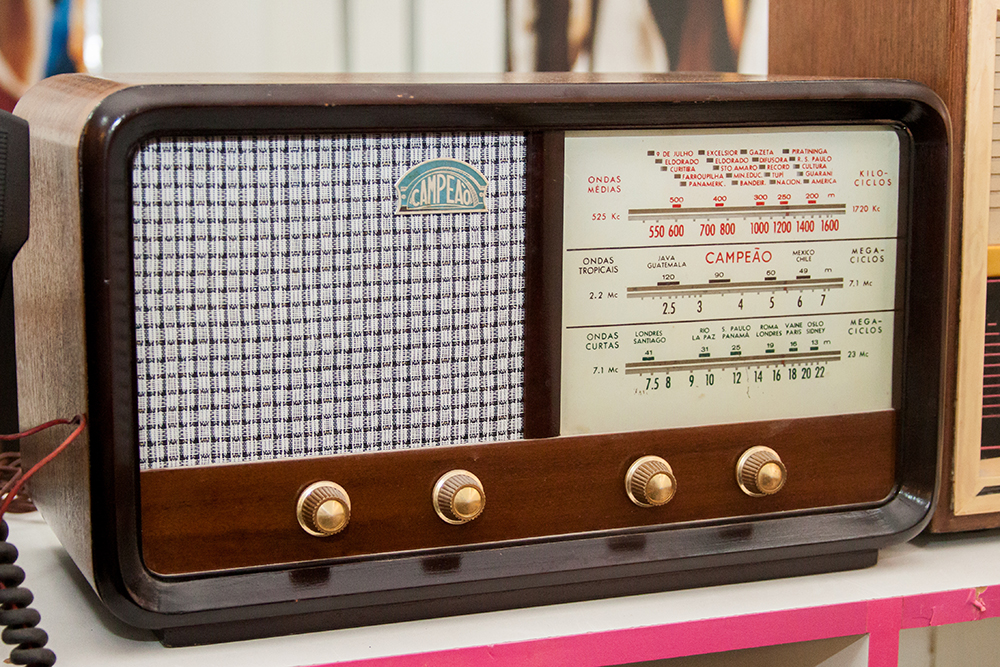 CAMPEÃO
9 DE JULHO EXCELSIOR GAZETA PIRATININGA
ELDORADO ELDORADO DIFUSORA R. S. PAULO
CURITIBA STO AMARO RECORD CULTURA
FARROUPILHA MIN.EDUC. TUPI GUARANI
PANAMERIC. BANDEIR. NACION. AMERICA
ONDAS
MÉDIAS
KILO-
CICLOS
500 400 300 250 200 m
525 Kc
1720 Kc
550 600 700 800 1000 1200 1400 1600
ONDAS
TROPICAIS
JAVA
GUATEMALA
CAMPEÃO
MEXICO
CHILE
MEGA-
CICLOS
120 90 60 49 m
2.2 Mc
7.1 Mc
2.5 3 4 5 6 7
ONDAS
CURTAS
LONDRES
SANTIAGO
RIO
LA PAZ
S. PAULO
PANAMÁ
ROMA
LONDRES
VAINE
PARIS
OSLO
SIDNEY
MEGA-
CICLOS
41 31 25 19 16 13 m
7.1 Mc
23 Mc
7.5 8 9 10 12 14 16 18 20 22